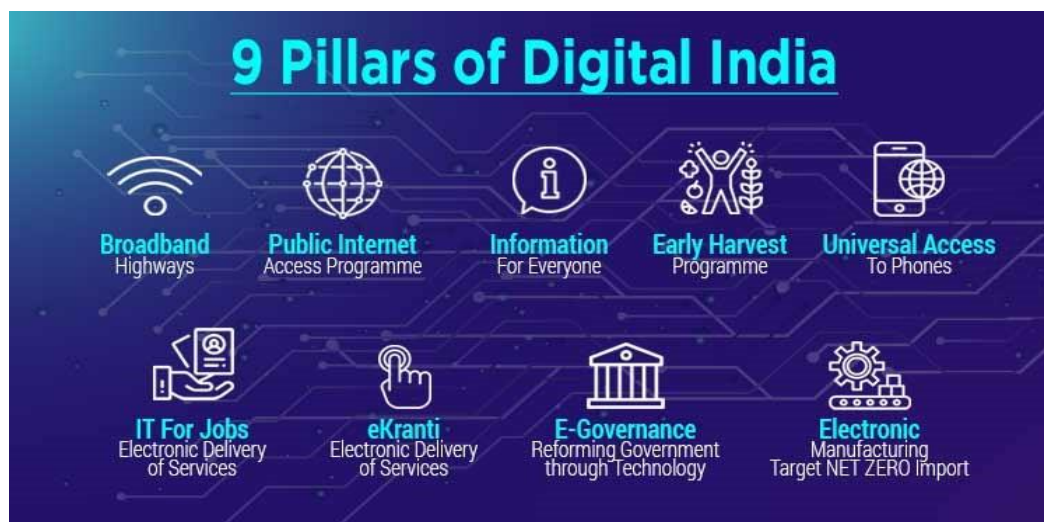 9 Pillars of Digital India
Broadband
Highways
Public Internet
Access Programme
Information
For Everyone
Early Harvest
Programme
Universal Access
To Phones
IT For Jobs
Electronic Delivery
of Services
eKranti
Electronic Delivery
of Services
E-Governance
Reforming Government
through Technology
Electronic
Manufacturing
Target NET ZERO Import